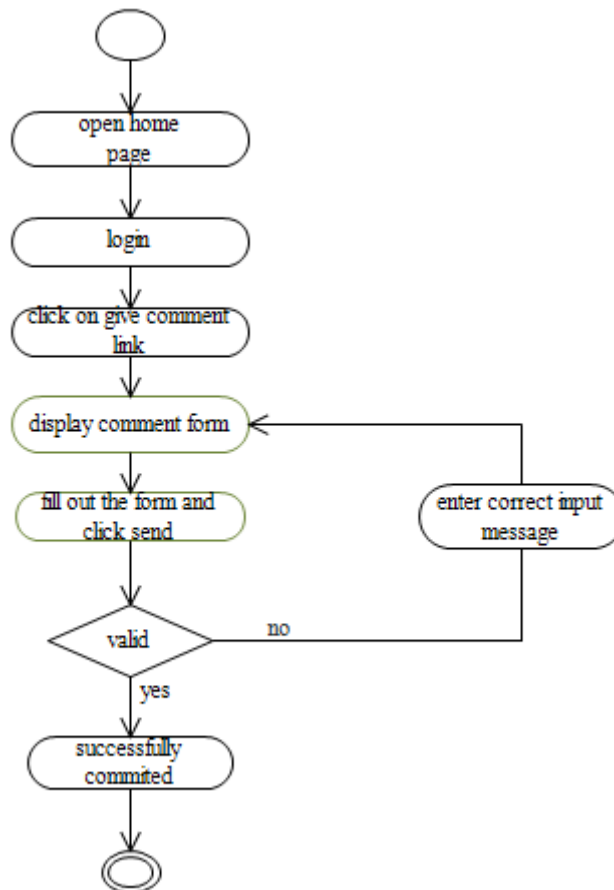 open home
page
login
click on give comment
link
display comment form
fill out the form and
click send
enter correct input
message
valid
no
yes
successfully
commited